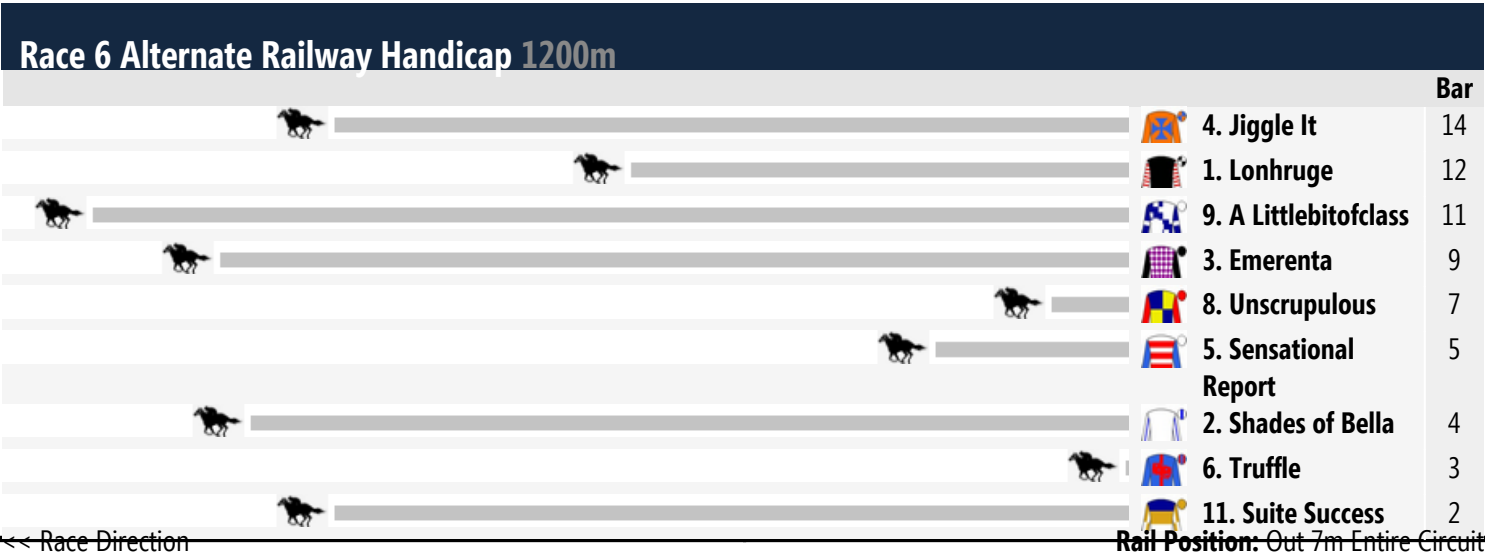 Race 6 Alternate Railway Handicap 1200m
Bar
4. Jiggle It 14
1. Lonhruge 12
9. A Littlebitofclass 11
3. Emerenta 9
8. Unscrupulous 7
5. Sensational 5
Report
2. Shades of Bella 4
6. Truffle 3
11. Suite Success 2
<< Race Direction Rail Position: Out 7m Entire Circuit